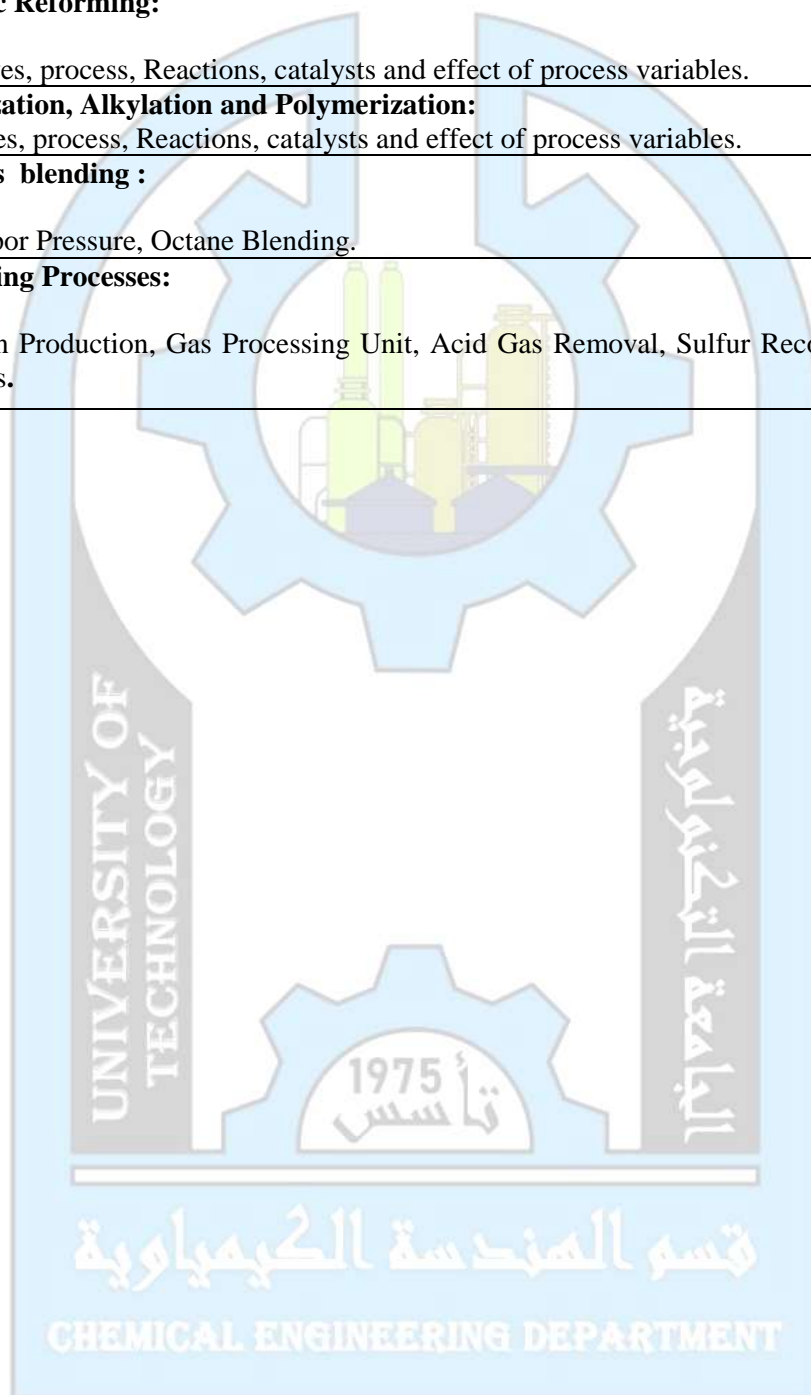 c Reforming:
es, process, Reactions, catalysts and effect of process variables.
zation, Alkylation and Polymerization:
es, process, Reactions, catalysts and effect of process variables.
s blending :
por Pressure, Octane Blending.
ing Processes:
n Production, Gas Processing Unit, Acid Gas Removal, Sulfur Reco
s.
UNIVERSITY OF
TECHNOLOGY
الجامعة التكنولوجية
1975
تأسس
قسم الهندسة الكيمياوية
CHEMICAL ENGINEERING DEPARTMENT